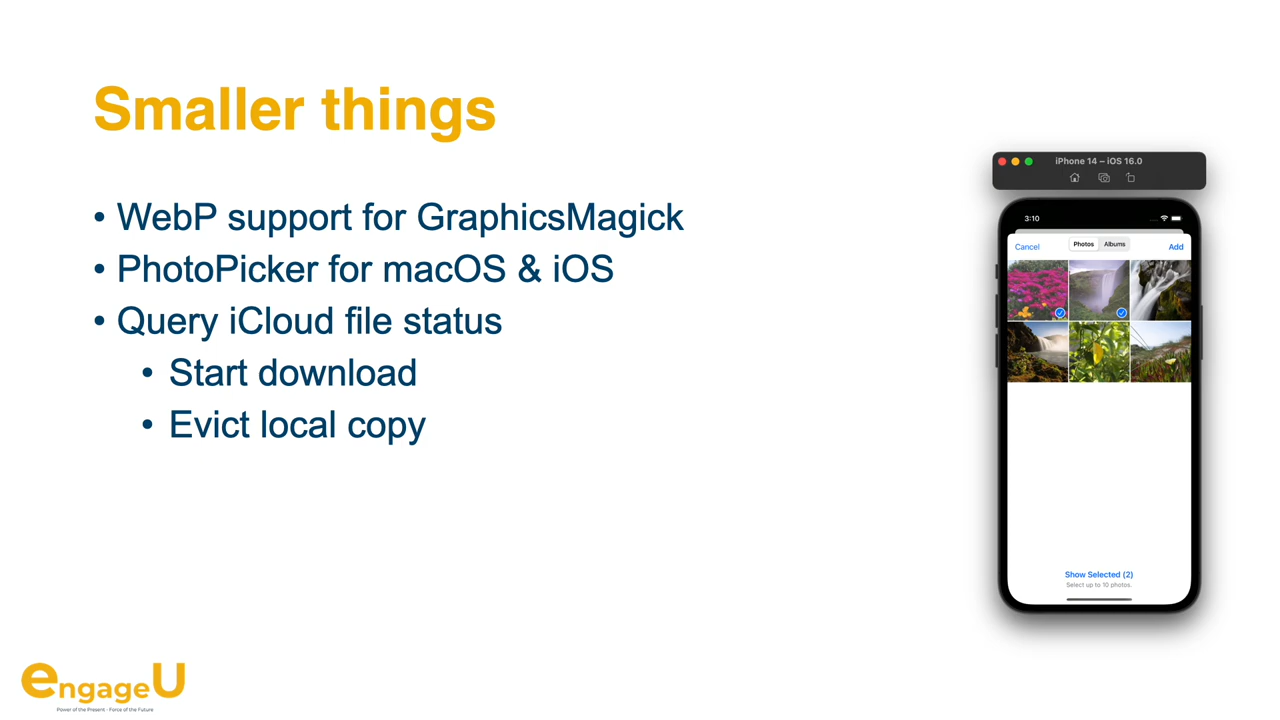 Smaller things
• WebP support for GraphicsMagick
• PhotoPicker for macOS & iOS
• Query iCloud file status
• Start download
• Evict local copy
iPhone 14 – iOS 16.0
3:10
Cancel Photos Albums Add
Show Selected (2)
Select up to 10 photos.
engageU
Power of the Present - Force of the Future